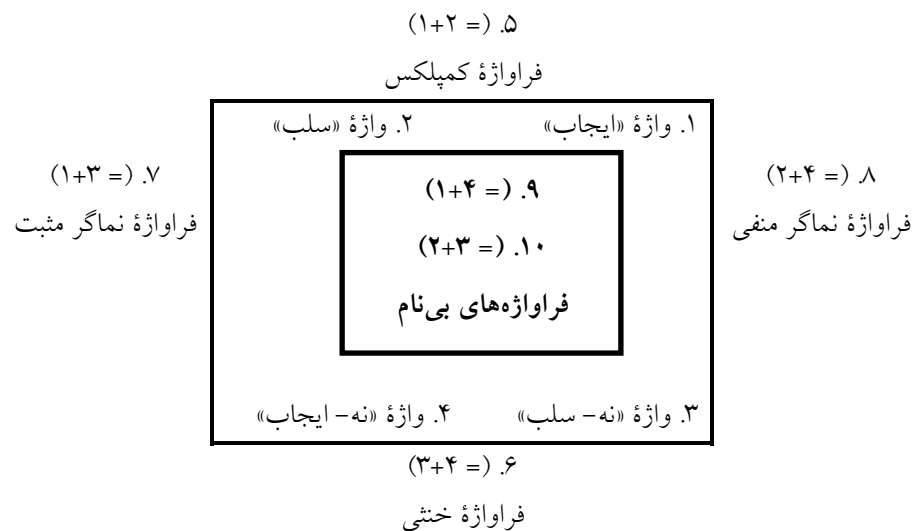 ۵. (= ۱+۲)
فراواژهٔ کمپلکس
۱. واژهٔ «ایجاب»
۲. واژهٔ «سلب»
۸. (= ۲+۴)
فراواژهٔ نماگر منفی
۹. (= ۱+۴)
۱۰. (= ۲+۳)
فراواژه‌های بی‌نام
۷. (= ۱+۳)
فراواژهٔ نماگر مثبت
۳. واژهٔ «نه- سلب»
۴. واژهٔ «نه- ایجاب»
۶. (= ۳+۴)
فراواژهٔ خنثی